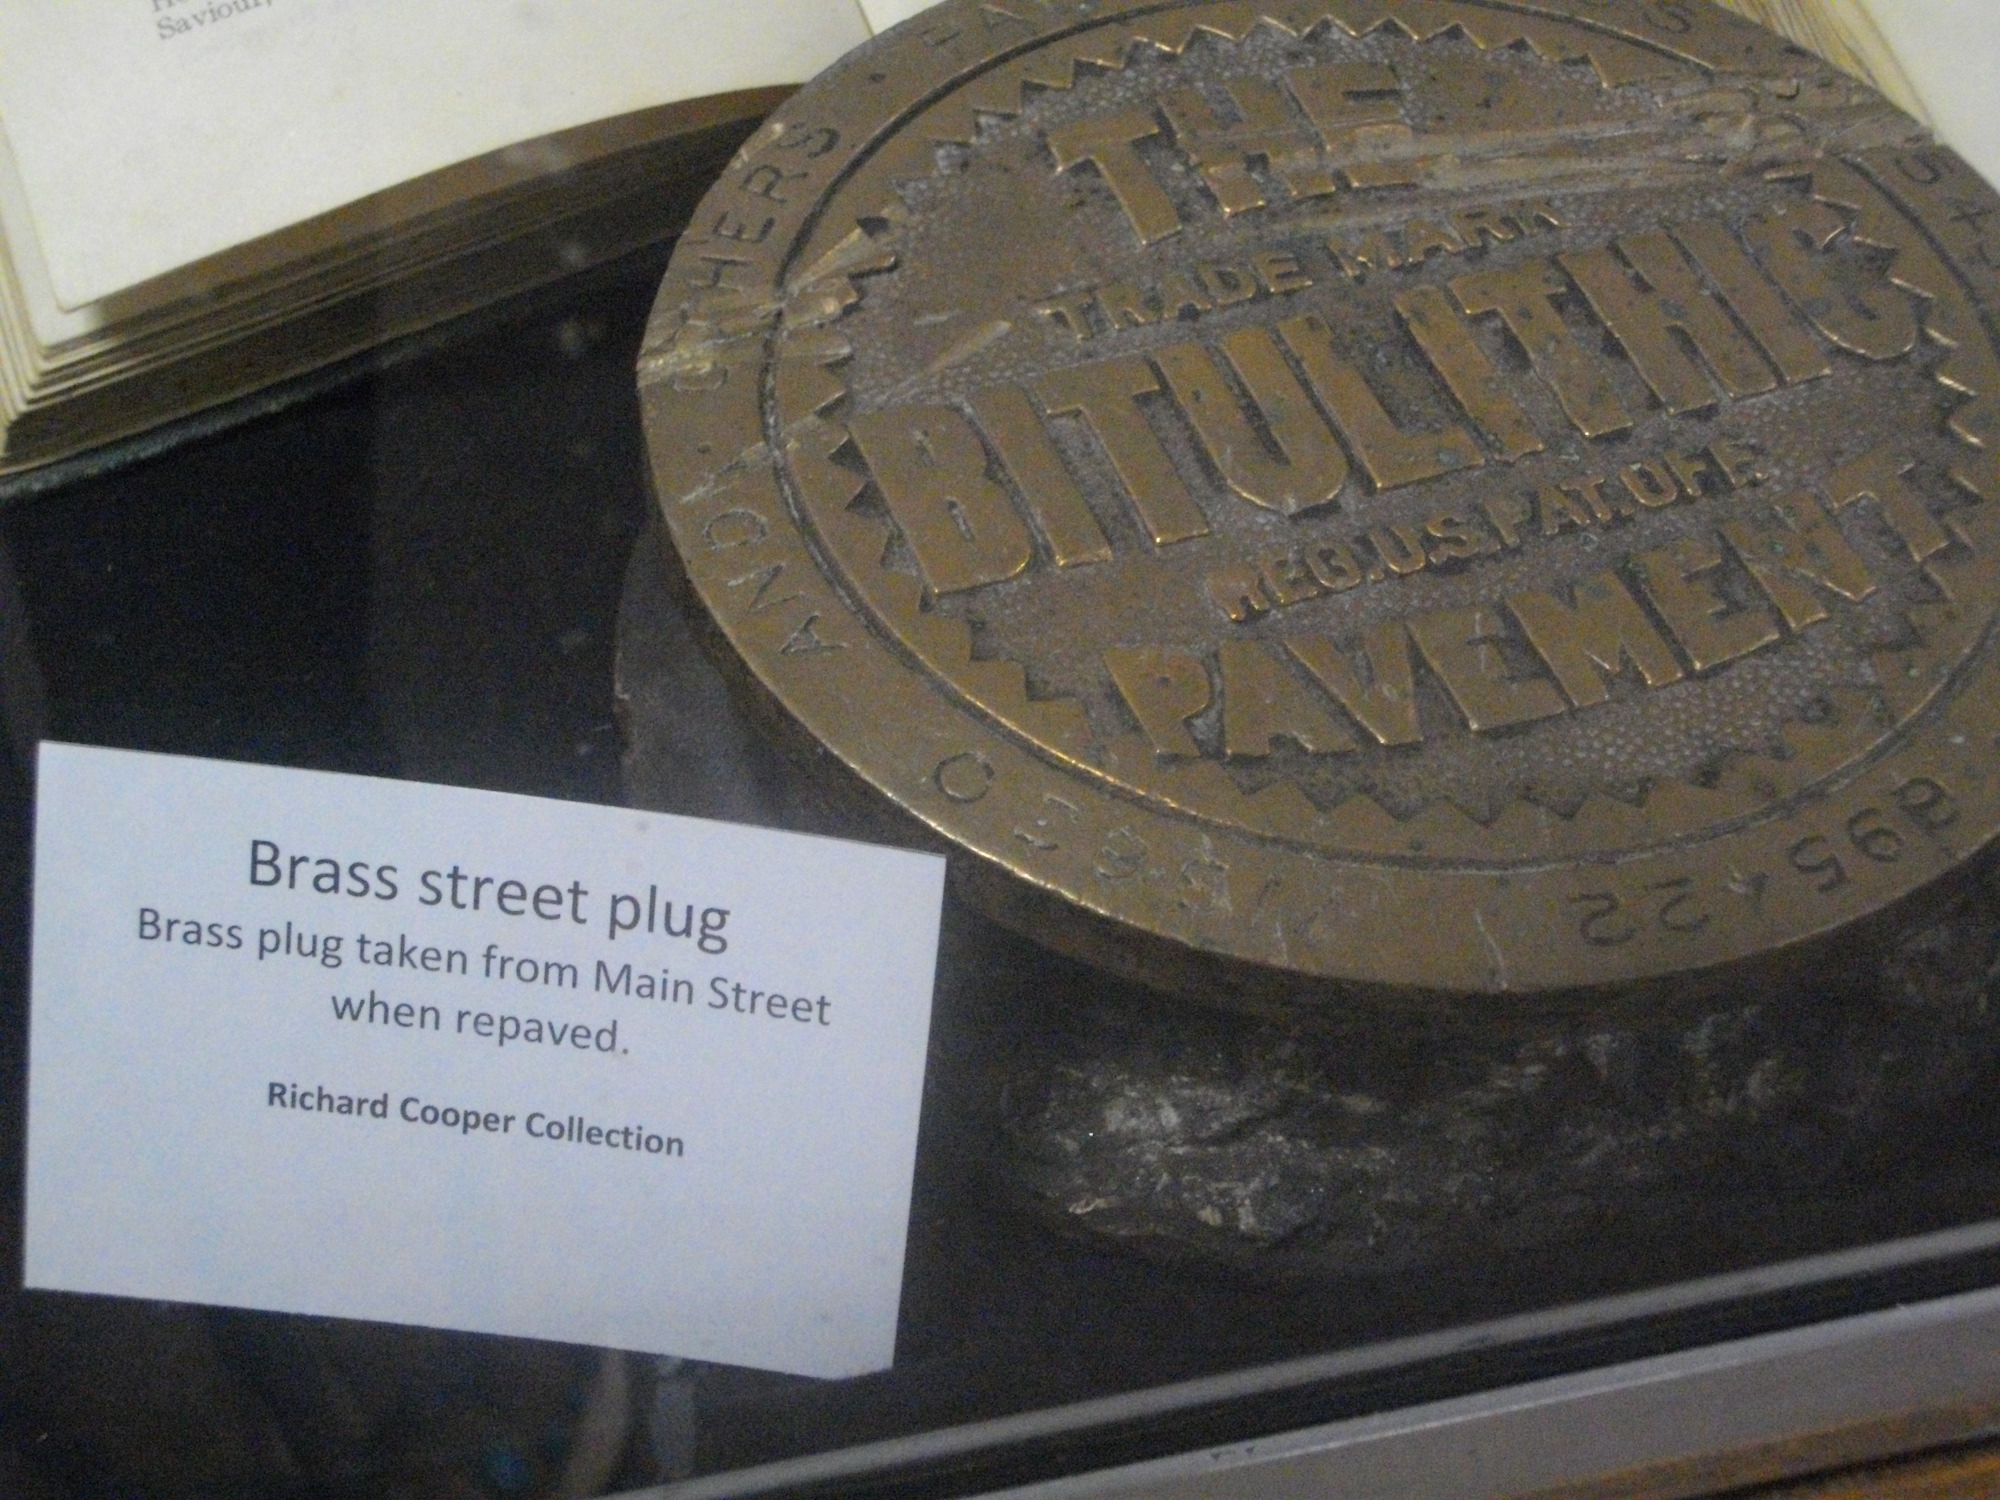 Saviour,
THE
TRADE MARK
BITULITHIC
REG.U.S.PAT.OFF.
PAVEMENT
AND OTHERS
Brass street plug
Brass plug taken from Main Street
when repaved.
Richard Cooper Collection